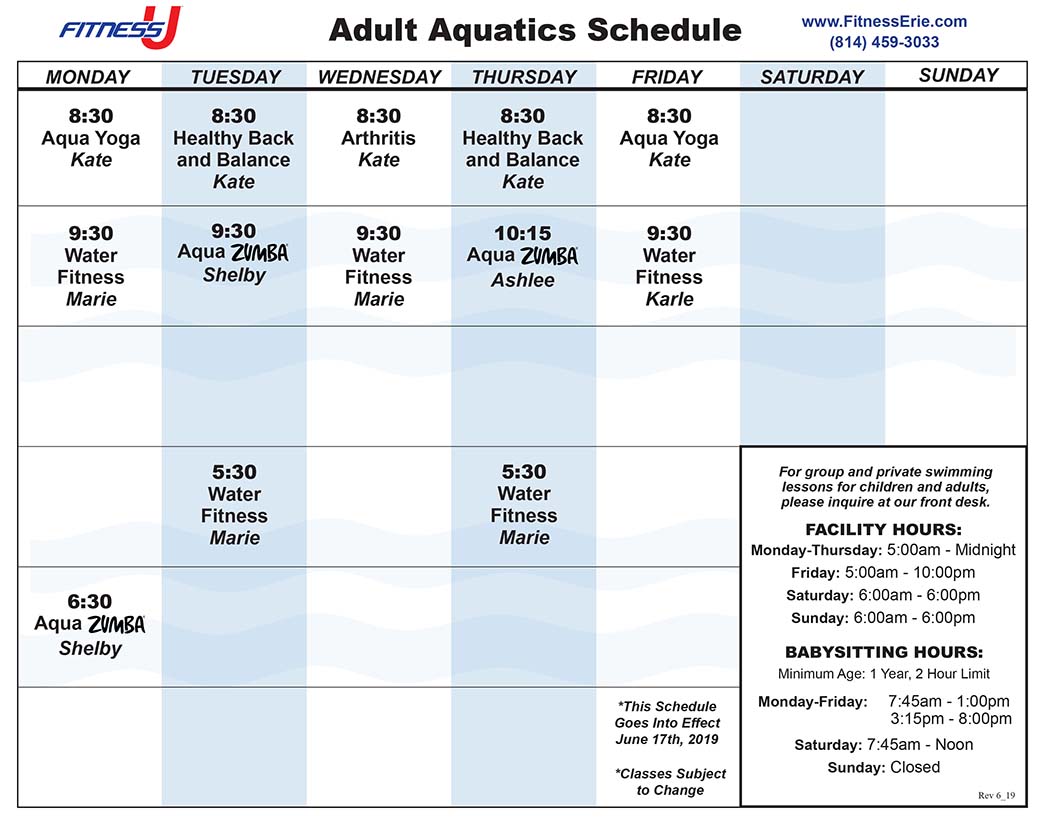 FITNESS U
Adult Aquatics Schedule
www.FitnessErie.com
(814) 459-3033
MONDAY TUESDAY WEDNESDAY THURSDAY FRIDAY SATURDAY SUNDAY
8:30
Aqua Yoga
Kate
8:30
Healthy Back
and Balance
Kate
8:30
Arthritis
Kate
8:30
Healthy Back
and Balance
Kate
8:30
Aqua Yoga
Kate
9:30
Water
Fitness
Marie
9:30
Aqua ZUMBA
Shelby
9:30
Water
Fitness
Marie
10:15
Aqua ZUMBA
Ashlee
9:30
Water
Fitness
Karle
5:30
Water
Fitness
Marie
5:30
Water
Fitness
Marie
6:30
Aqua ZUMBA
Shelby
*This Schedule
Goes Into Effect
June 17th, 2019
*Classes Subject
to Change
For group and private swimming
lessons for children and adults,
please inquire at our front desk.
FACILITY HOURS:
Monday-Thursday: 5:00am - Midnight
Friday: 5:00am - 10:00pm
Saturday: 6:00am - 6:00pm
Sunday: 6:00am - 6:00pm
BABYSITTING HOURS:
Minimum Age: 1 Year, 2 Hour Limit
Monday-Friday: 7:45am - 1:00pm
3:15pm - 8:00pm
Saturday: 7:45am - Noon
Sunday: Closed
Rev 6_19